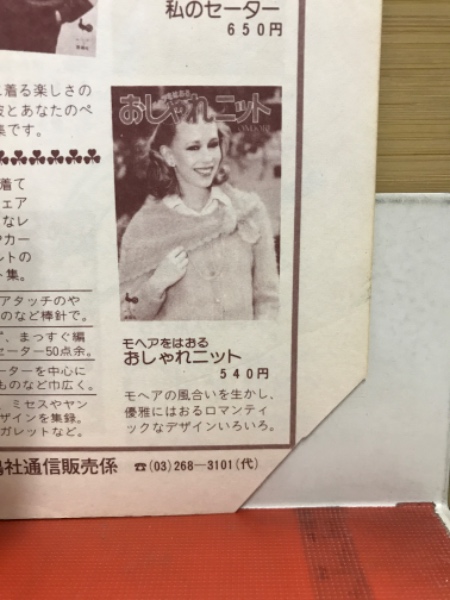 私のセーター
650円
に着る楽しさの
彼とあなたのペ
集です。
着て
ェア
なレ
カー
ルトの
ト集。
アタッチのや
のなど棒針で。
ず、まっすぐ編
セーター50点余。
ーターを中心に
ものなど巾広く。
ミセスやヤン
ザインを集録。
ガレットなど。
おしゃれニット
モヘアをはおる
おしゃれニット
540円
モヘアの風合いを生かし、
優雅にはおるロマンティ
ックなデザインいろいろ。
社通信販売係 ☎(03)268―3101(代)